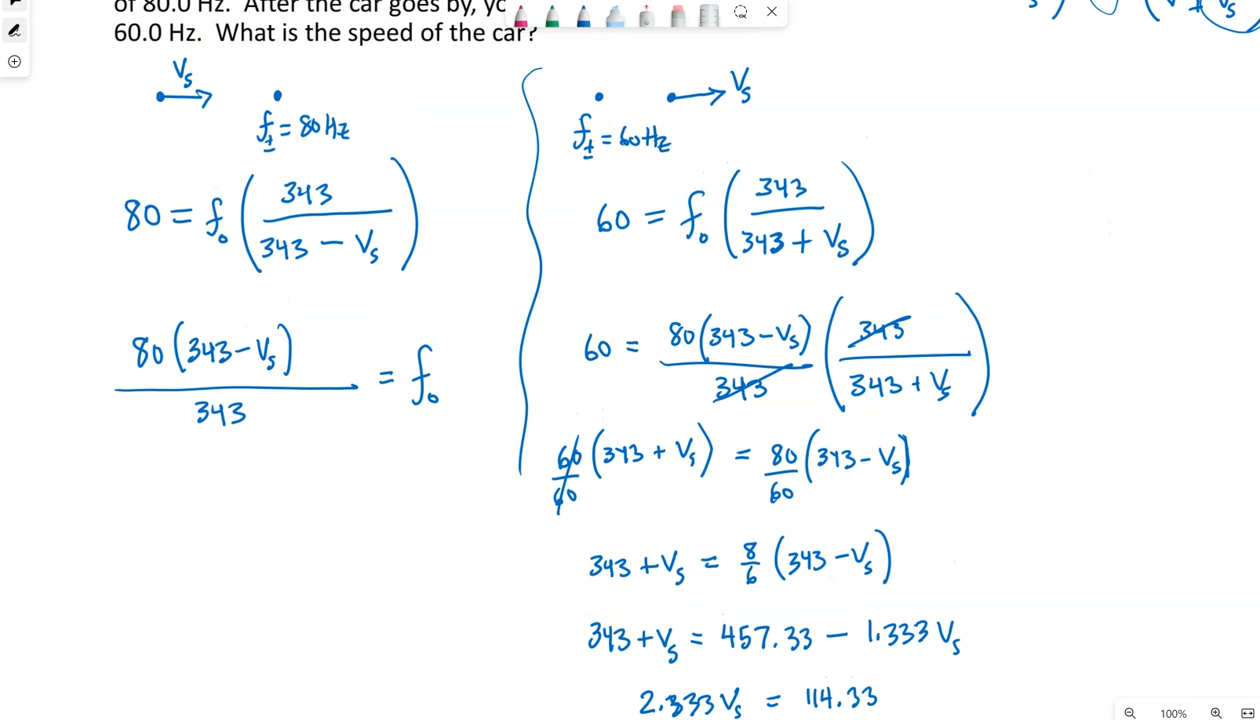 of 80.0 Hz. After the car goes by, yo
60.0 Hz. What is the speed of the car?
Vs
f± = 80 Hz
80 = f₀ (343 / (343 − Vs))
80(343 − Vs) / 343 = f₀
Vs
f± = 60 Hz
60 = f₀ (343 / (343 + Vs))
60 = 80(343 − Vs) / 343 (343 / (343 + Vs))
60/60 (343 + Vs) = 80/60 (343 − Vs)
343 + Vs = 8/6 (343 − Vs)
343 + Vs = 457.33 − 1.333 Vs
2.333 Vs = 114.33
100%